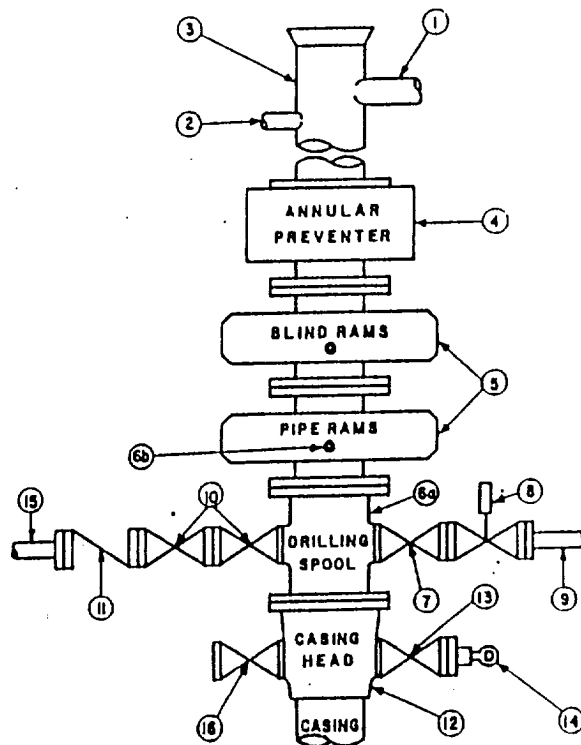 1
3
2
ANNULAR
PREVENTER
4
BLIND RAMS
5
PIPE RAMS
6b
6a
8
15
10
DRILLING
SPOOL
11
7
9
13
CASING
HEAD
16
12
14
CASING